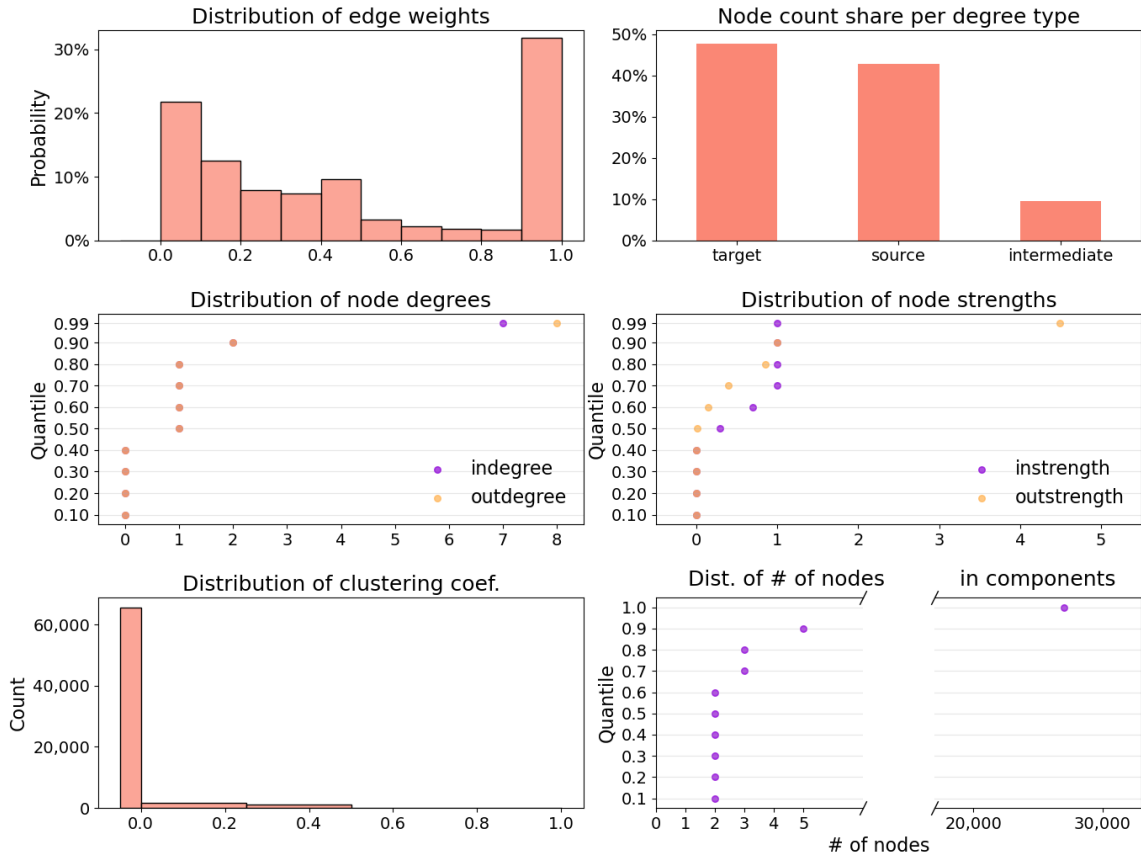 Distribution of edge weights
Probability
30%
20%
10%
0%
0.0 0.2 0.4 0.6 0.8 1.0
Node count share per degree type
50%
40%
30%
20%
10%
0%
target source intermediate
Distribution of node degrees
Quantile
0.99
0.90
0.80
0.70
0.60
0.50
0.40
0.30
0.20
0.10
indegree
outdegree
0 1 2 3 4 5 6 7 8
Distribution of node strengths
Quantile
0.99
0.90
0.80
0.70
0.60
0.50
0.40
0.30
0.20
0.10
instrength
outstrength
0 1 2 3 4 5
Distribution of clustering coef.
Count
60,000
40,000
20,000
0
0.0 0.2 0.4 0.6 0.8 1.0
Dist. of # of nodes in components
Quantile
1.0
0.9
0.8
0.7
0.6
0.5
0.4
0.3
0.2
0.1
0 1 2 3 4 5 20,000 30,000
# of nodes